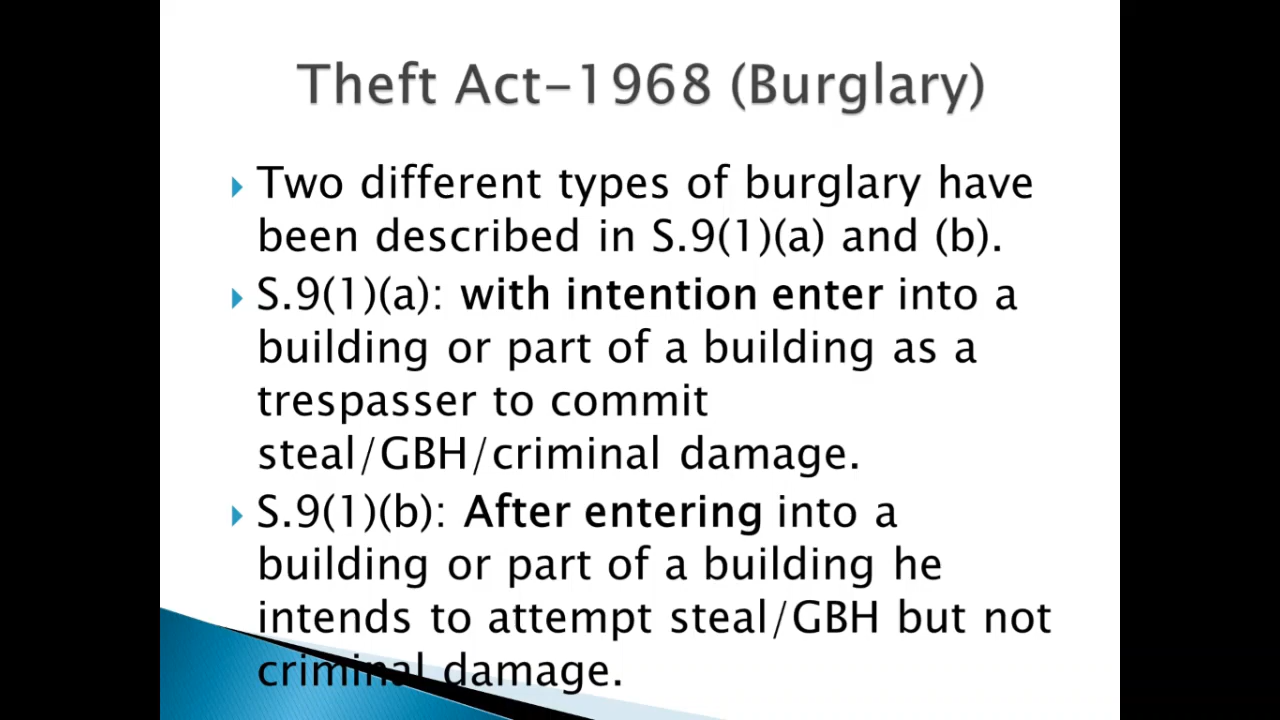 Theft Act-1968 (Burglary)
Two different types of burglary have
been described in S.9(1)(a) and (b).
S.9(1)(a): with intention enter into a
building or part of a building as a
trespasser to commit
steal/GBH/criminal damage.
S.9(1)(b): After entering into a
building or part of a building he
intends to attempt steal/GBH but not
criminal damage.